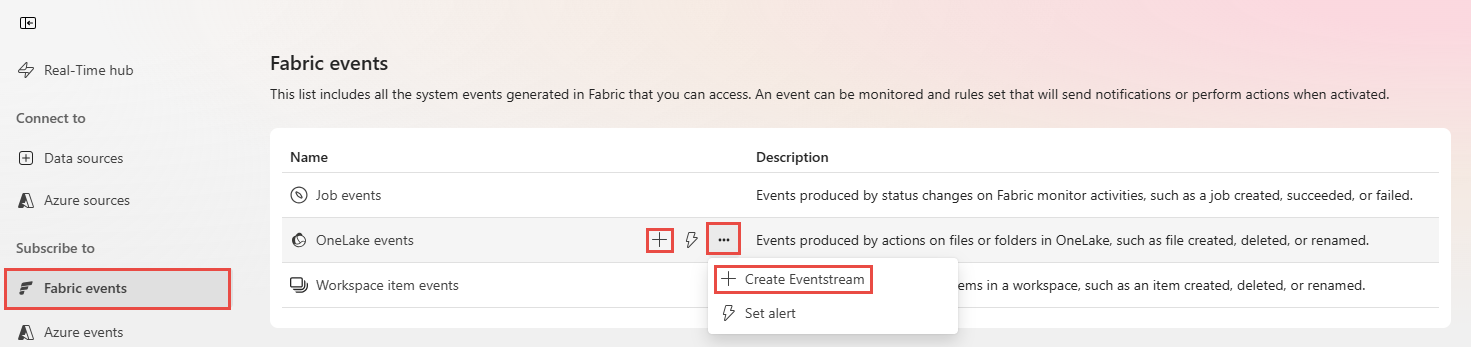 Real-Time hub
Connect to
Data sources
Azure sources
Subscribe to
Fabric events
Azure events
Fabric events
This list includes all the system events generated in Fabric that you can access. An event can be monitored and rules set that will send notifications or perform actions when activated.
Name Description
Job events Events produced by status changes on Fabric monitor activities, such as a job created, succeeded, or failed.
OneLake events Events produced by actions on files or folders in OneLake, such as file created, deleted, or renamed.
Workspace item events ems in a workspace, such as an item created, deleted, or renamed.
Create Eventstream
Set alert